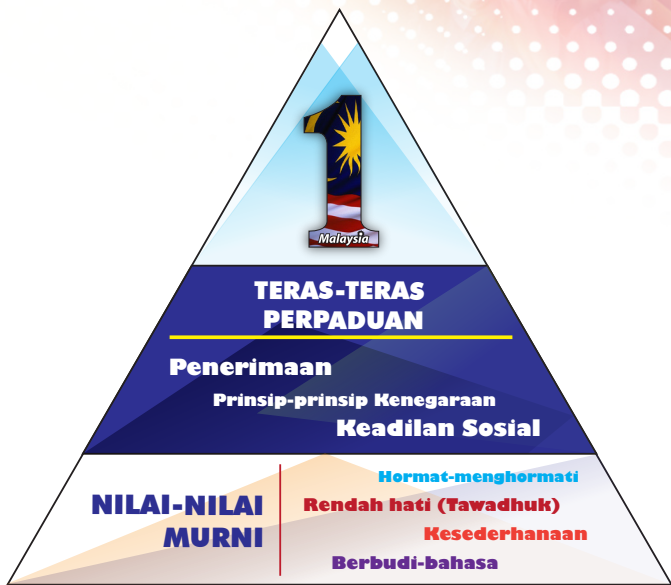 1
Malaysia
TERAS-TERAS
PERPADUAN
Penerimaan
Prinsip-prinsip Kenegaraan
Keadilan Sosial
NILAI-NILAI
MURNI
Hormat-menghormati
Rendah hati (Tawadhuk)
Kesederhanaan
Berbudi-bahasa